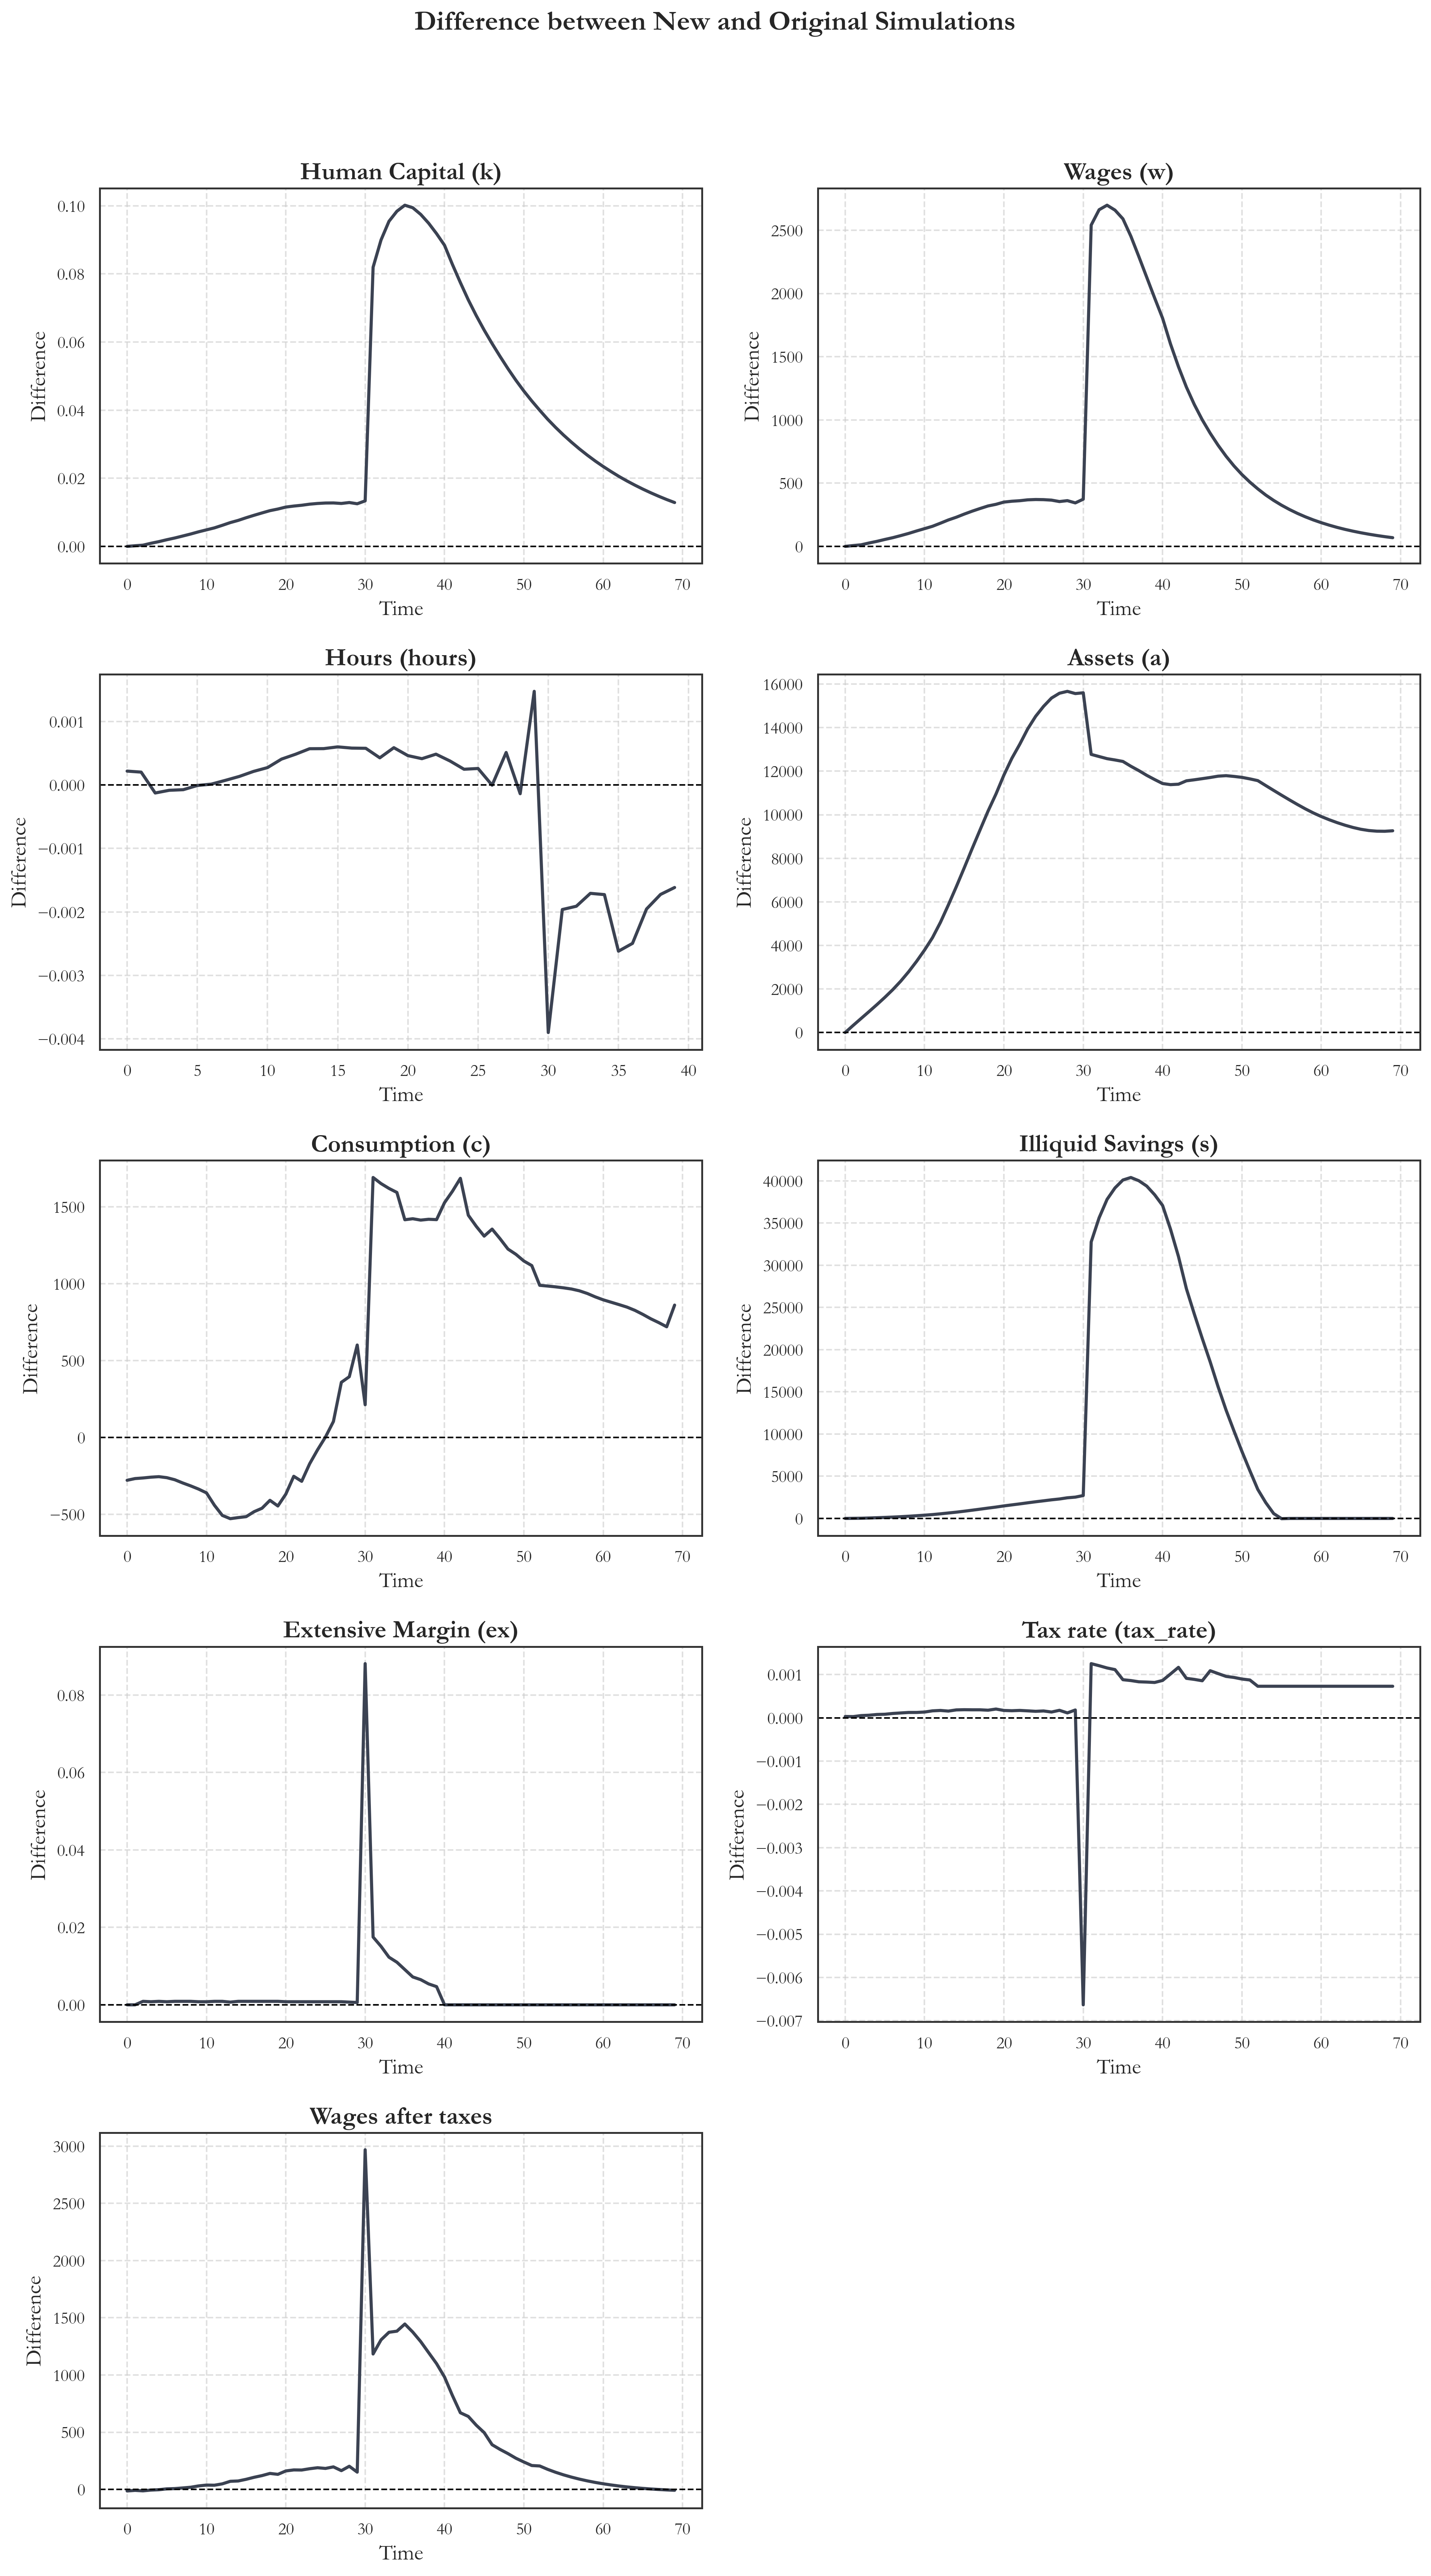 Difference between New and Original Simulations
Human Capital (k)
Difference
0.10
0.08
0.06
0.04
0.02
0.00
0 10 20 30 40 50 60 70
Time
Wages (w)
Difference
2500
2000
1500
1000
500
0
0 10 20 30 40 50 60 70
Time
Hours (hours)
Difference
0.001
0.000
−0.001
−0.002
−0.003
−0.004
0 5 10 15 20 25 30 35 40
Time
Assets (a)
Difference
16000
14000
12000
10000
8000
6000
4000
2000
0
0 10 20 30 40 50 60 70
Time
Consumption (c)
Difference
1500
1000
500
0
−500
0 10 20 30 40 50 60 70
Time
Illiquid Savings (s)
Difference
40000
35000
30000
25000
20000
15000
10000
5000
0
0 10 20 30 40 50 60 70
Time
Extensive Margin (ex)
Difference
0.08
0.06
0.04
0.02
0.00
0 10 20 30 40 50 60 70
Time
Tax rate (tax_rate)
Difference
0.001
0.000
−0.001
−0.002
−0.003
−0.004
−0.005
−0.006
−0.007
0 10 20 30 40 50 60 70
Time
Wages after taxes
Difference
3000
2500
2000
1500
1000
500
0
0 10 20 30 40 50 60 70
Time